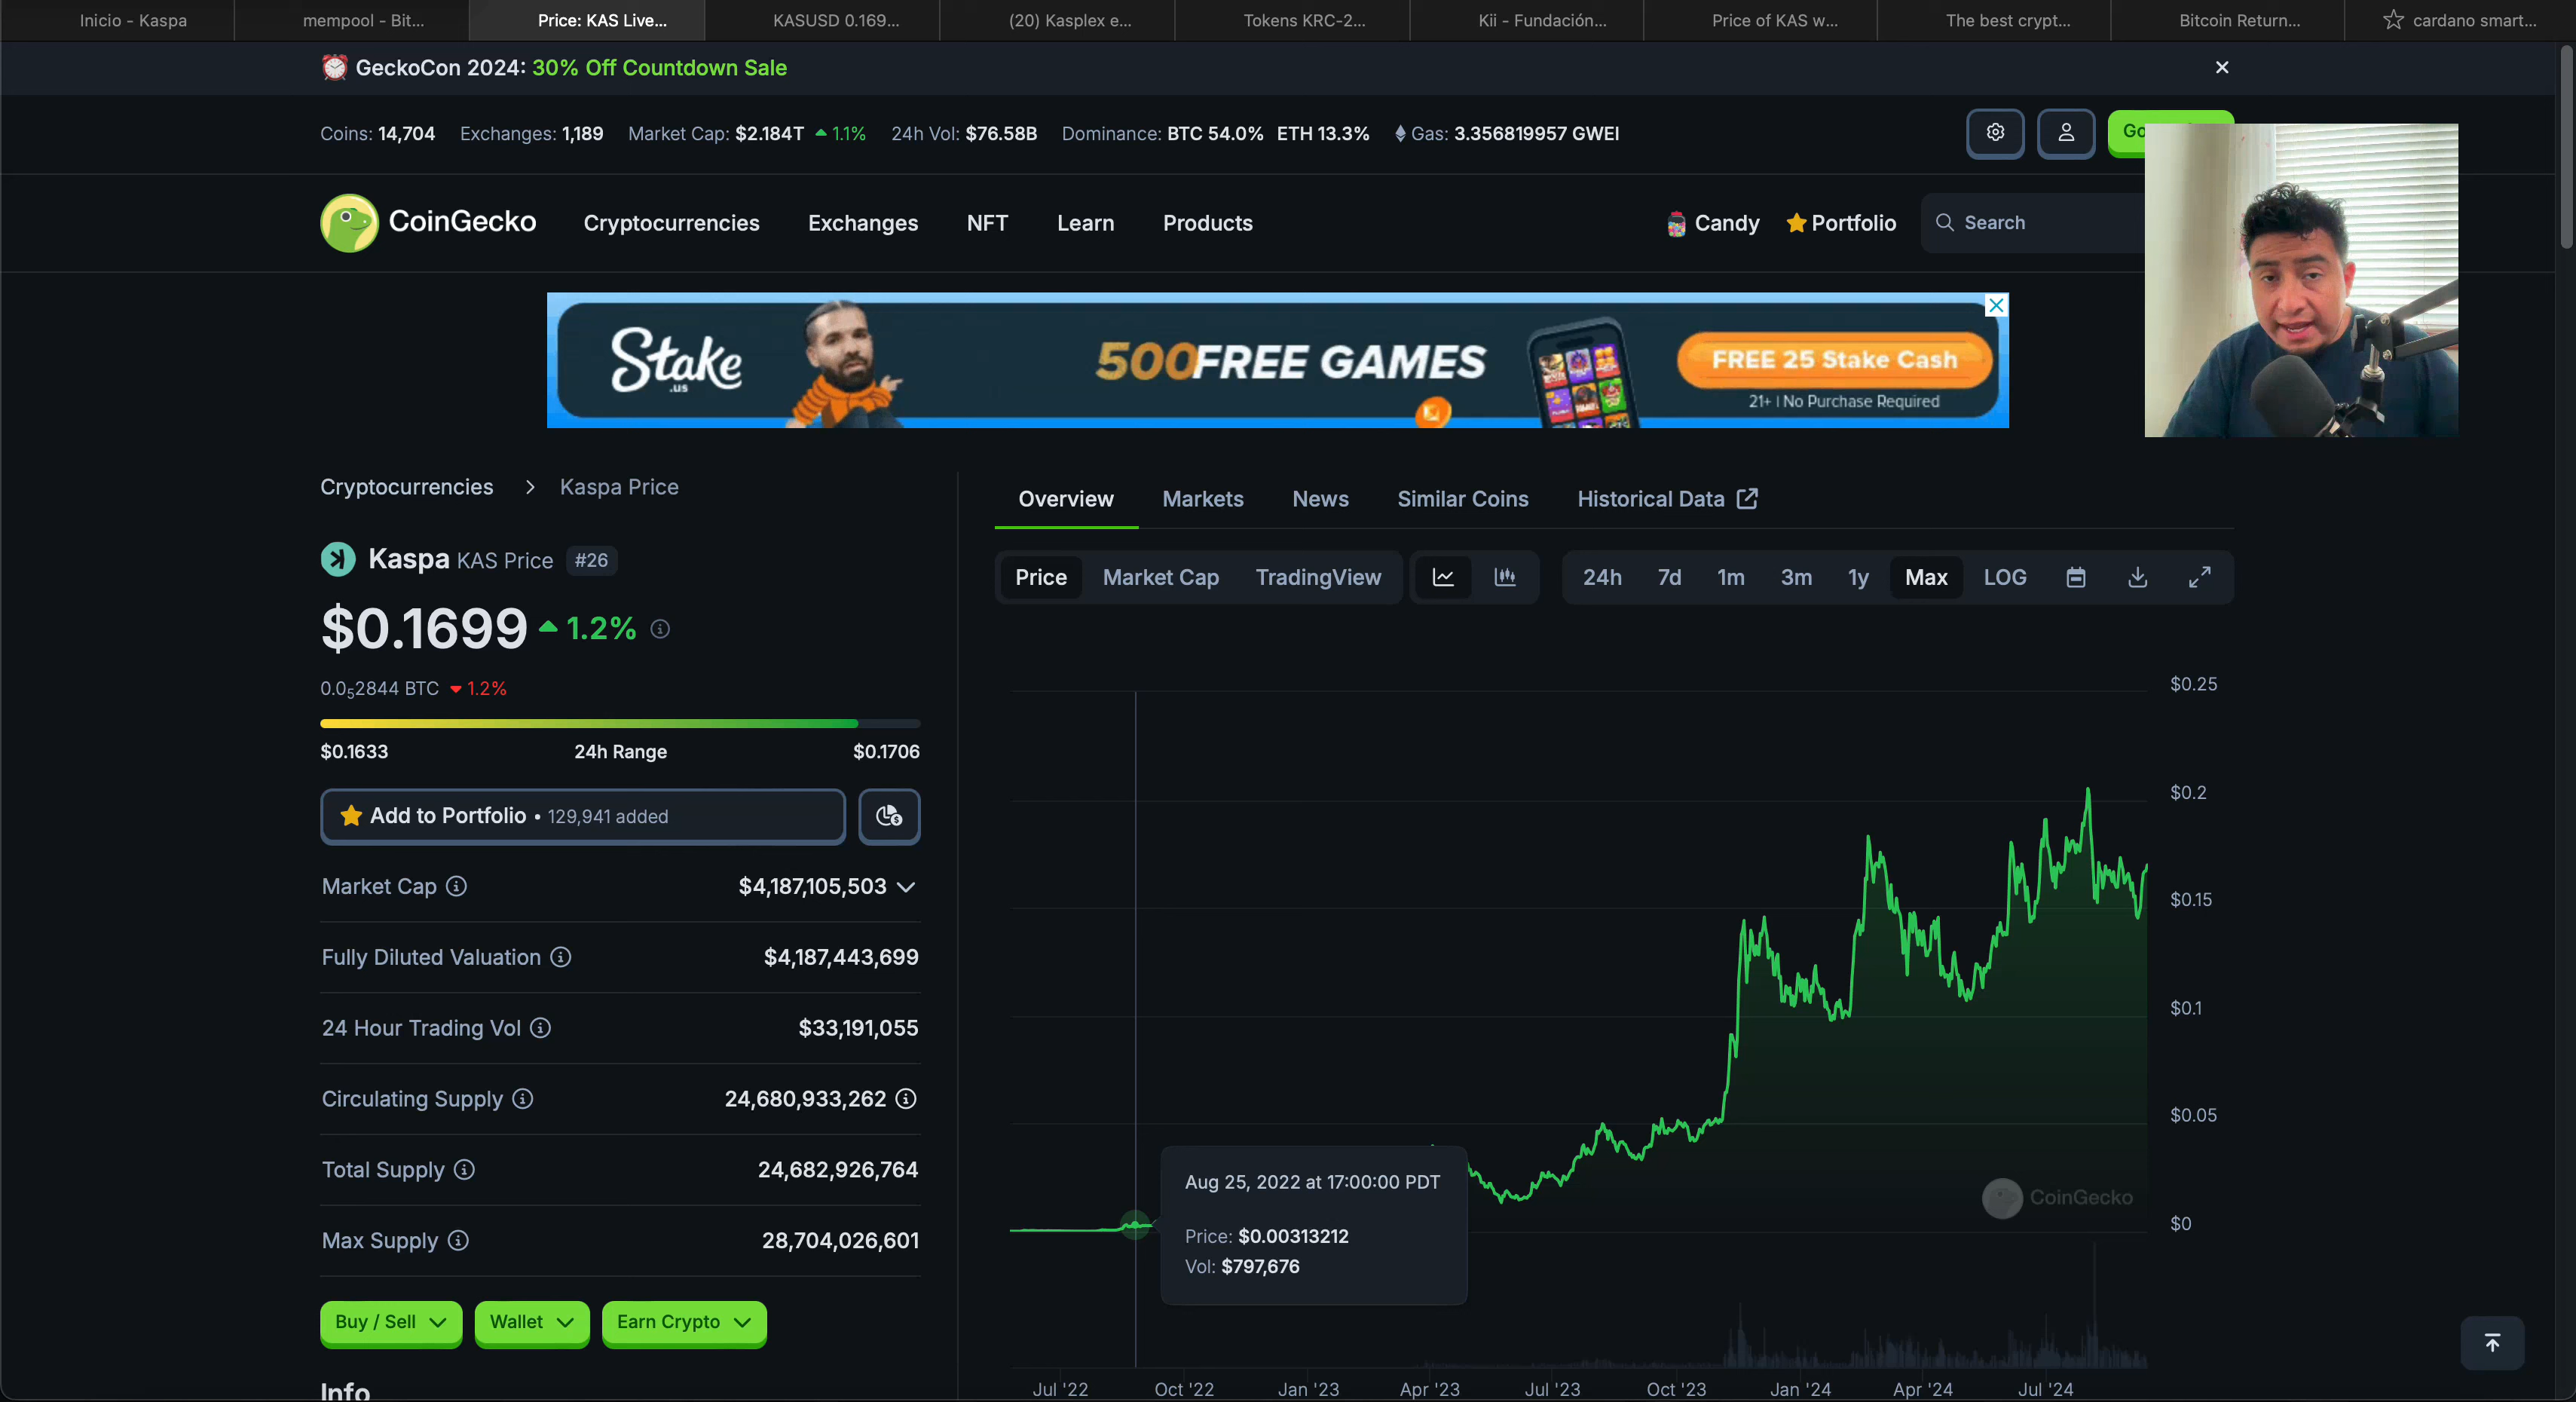 Inicio - Kaspa
mempool - Bit...
Price: KAS Live...
KASUSD 0.169...
(20) Kasplex e...
Tokens KRC-2...
Kii - Fundación...
Price of KAS w...
The best crypt...
Bitcoin Return...
cardano smart...
GeckoCon 2024: 30% Off Countdown Sale
Coins: 14,704 Exchanges: 1,189 Market Cap: $2.184T 1.1% 24h Vol: $76.58B Dominance: BTC 54.0% ETH 13.3% Gas: 3.356819957 GWEI
CoinGecko
Cryptocurrencies
Exchanges
NFT
Learn
Products
Candy
Portfolio
Search
Stake
.us
500 FREE GAMES
FREE 25 Stake Cash
21+ | No Purchase Required
Cryptocurrencies > Kaspa Price
Kaspa KAS Price #26
$0.1699 1.2%
0.0₅2844 BTC 1.2%
$0.1633 24h Range $0.1706
Add to Portfolio • 129,941 added
Market Cap $4,187,105,503
Fully Diluted Valuation $4,187,443,699
24 Hour Trading Vol $33,191,055
Circulating Supply 24,680,933,262
Total Supply 24,682,926,764
Max Supply 28,704,026,601
Buy / Sell
Wallet
Earn Crypto
Info
Overview
Markets
News
Similar Coins
Historical Data
Price
Market Cap
TradingView
24h
7d
1m
3m
1y
Max
LOG
$0.25
$0.2
$0.15
$0.1
$0.05
$0
Aug 25, 2022 at 17:00:00 PDT
Price: $0.00313212
Vol: $797,676
CoinGecko
Jul '22
Oct '22
Jan '23
Apr '23
Jul '23
Oct '23
Jan '24
Apr '24
Jul '24